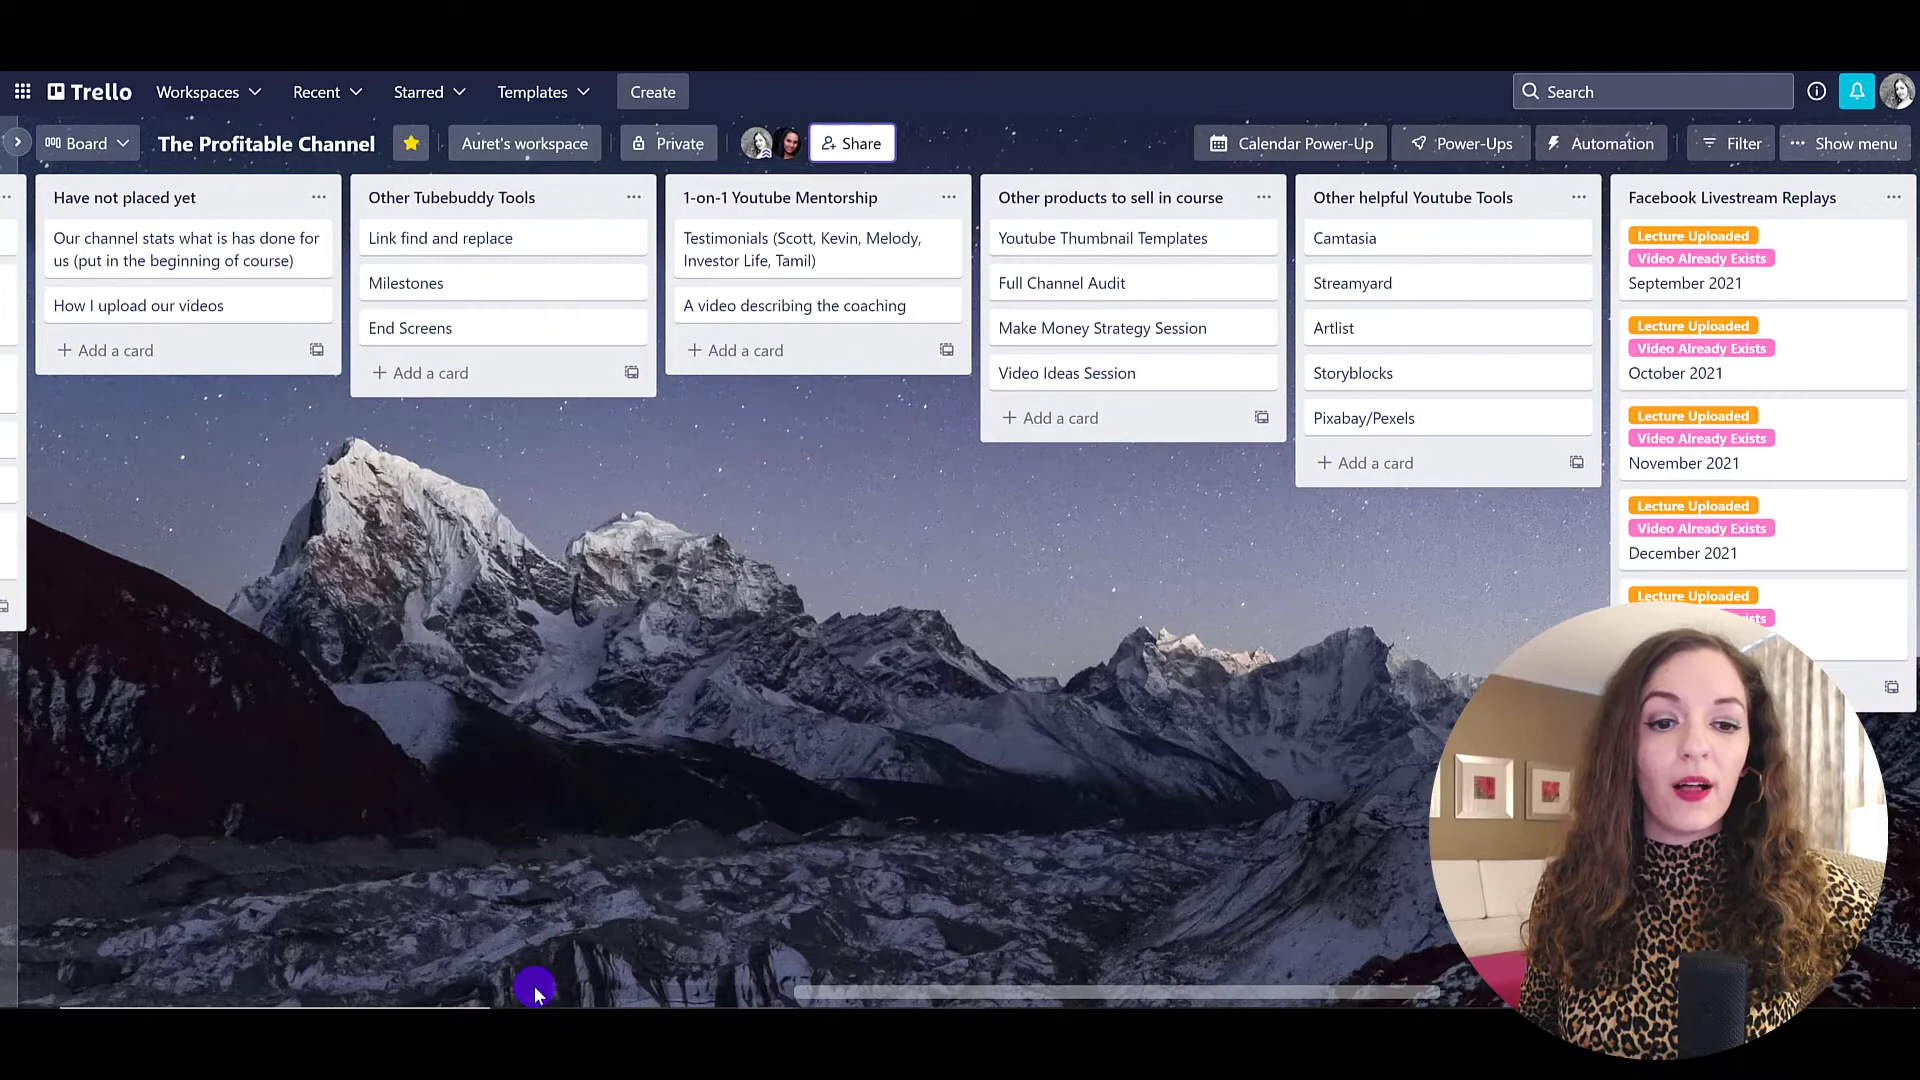 Trello
Workspaces
Recent
Starred
Templates
Create
Search
Board
The Profitable Channel
Auret's workspace
Private
Share
Calendar Power-Up
Power-Ups
Automation
Filter
Show menu
Have not placed yet
Our channel stats what is has done for
us (put in the beginning of course)
How I upload our videos
Add a card
Other Tubebuddy Tools
Link find and replace
Milestones
End Screens
Add a card
1-on-1 Youtube Mentorship
Testimonials (Scott, Kevin, Melody,
Investor Life, Tamil)
A video describing the coaching
Add a card
Other products to sell in course
Youtube Thumbnail Templates
Full Channel Audit
Make Money Strategy Session
Video Ideas Session
Add a card
Other helpful Youtube Tools
Camtasia
Streamyard
Artlist
Storyblocks
Pixabay/Pexels
Add a card
Facebook Livestream Replays
Lecture Uploaded
Video Already Exists
September 2021
Lecture Uploaded
Video Already Exists
October 2021
Lecture Uploaded
Video Already Exists
November 2021
Lecture Uploaded
Video Already Exists
December 2021
Lecture Uploaded